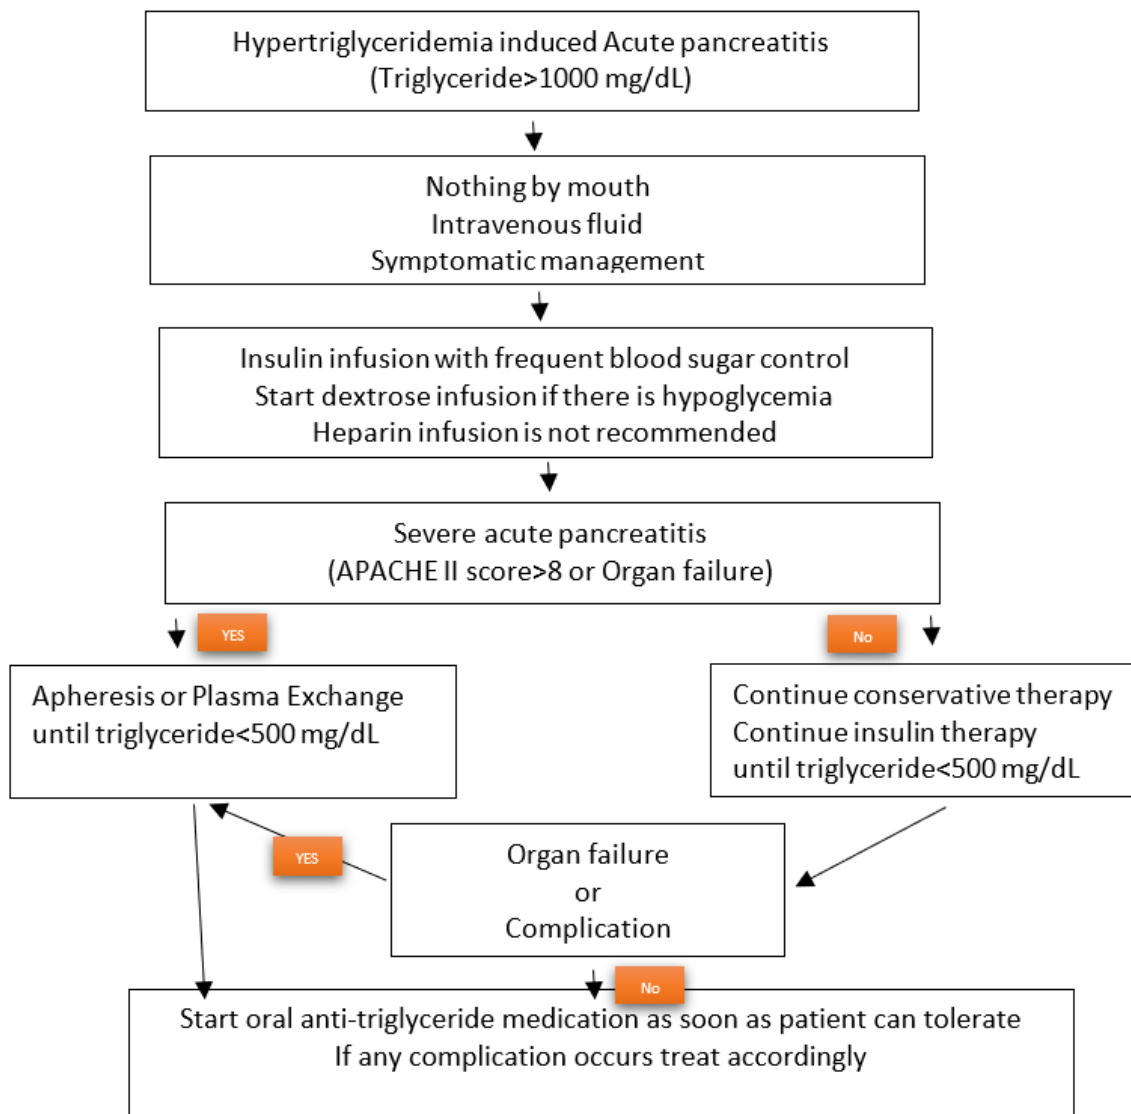 Hypertriglyceridemia induced Acute pancreatitis
(Triglyceride>1000 mg/dL)
Nothing by mouth
Intravenous fluid
Symptomatic management
Insulin infusion with frequent blood sugar control
Start dextrose infusion if there is hypoglycemia
Heparin infusion is not recommended
Severe acute pancreatitis
(APACHE II score>8 or Organ failure)
YES
No
Apheresis or Plasma Exchange
until triglyceride<500 mg/dL
Continue conservative therapy
Continue insulin therapy
until triglyceride<500 mg/dL
YES
Organ failure
or
Complication
No
Start oral anti-triglyceride medication as soon as patient can tolerate
If any complication occurs treat accordingly